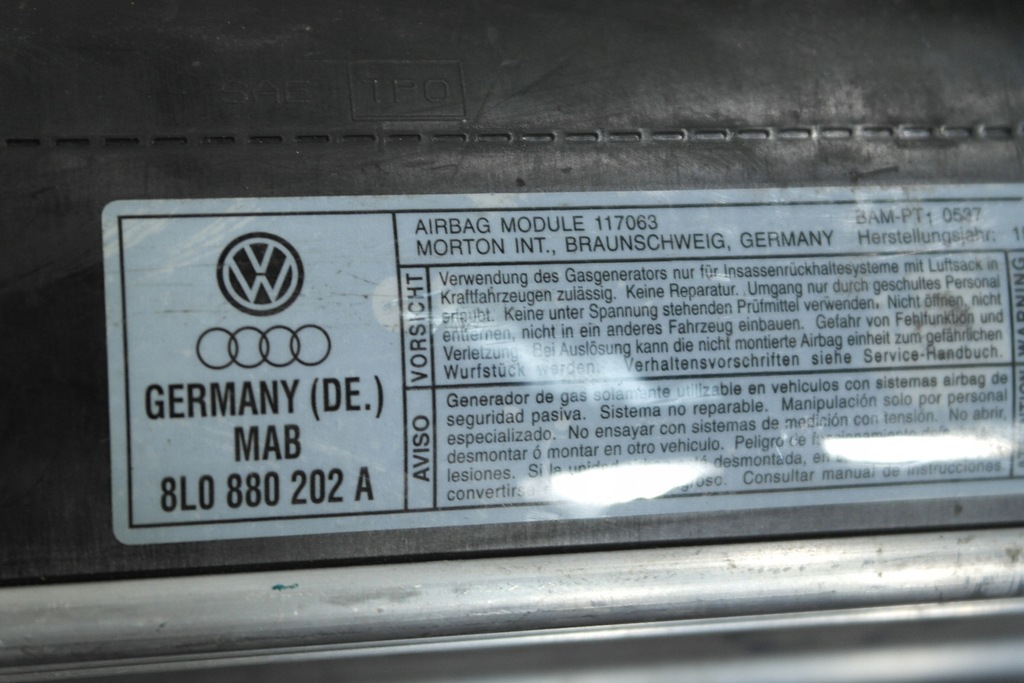 SAE IPO
AIRBAG MODULE 117063
BAM-PT1 0537
MORTON INT., BRAUNSCHWEIG, GERMANY
Herstellungsjahr:
GERMANY (DE.)
MAB
8L0 880 202 A
VORSICHT
Verwendung des Gasgenerators nur für Insassenrückhaltesysteme mit Luftsack in
Kraftfahrzeugen zulässig. Keine Reparatur. Umgang nur durch geschultes Personal
erlaubt. Keine unter Spannung stehenden Prüfmittel verwenden. Nicht öffnen, nicht
entfernen, nicht in ein anderes Fahrzeug einbauen. Gefahr von Fehlfunktion und
Verletzung. Bei Auslösung kann die nicht montierte Airbag einheit zum gefährlichen
Wurfstück werden. Verhaltensvorschriften siehe Service-Handbuch.
AVISO
Generador de gas solamente utilizable en vehiculos con sistemas airbag de
seguridad pasiva. Sistema no reparable. Manipulación solo por personal
especializado. No ensayar con sistemas de medición con tensión. No abrir,
desmontar ó montar en otro vehiculo. Peligro de
lesiones. Si la desmontada, en
convertirse Consultar manual de instrucciones
WARNING